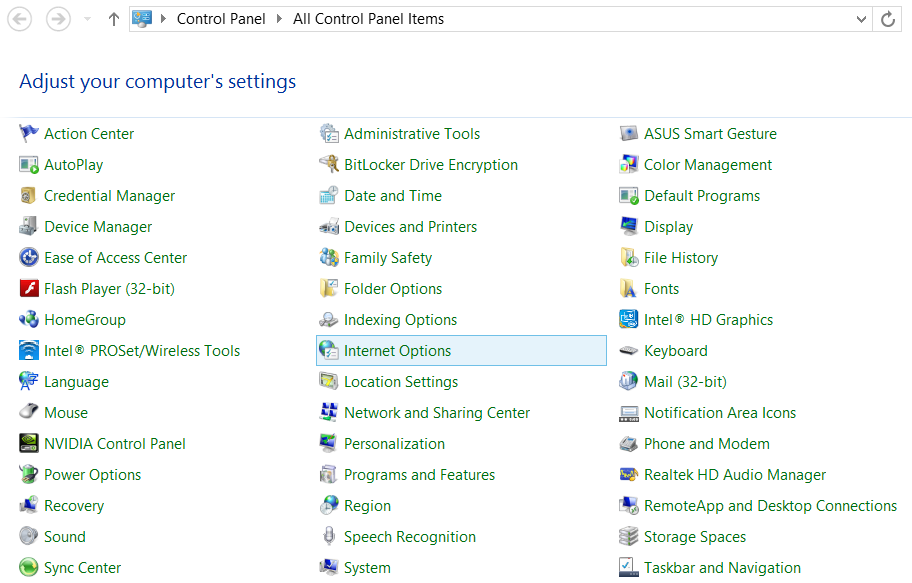 Control Panel Αll Control Panel Items
Adjust your computer's settings
Action Center Administrative Tools ASUS Smart Gesture
AutoPlay BitLocker Drive Encryption Color Management
Credential Manager Date and Time Default Programs
Device Manager Devices and Printers Display
Ease of Access Center Family Safety File History
Flash Player (32-bit) Folder Options Fonts
HomeGroup Indexing Options Intel® HD Graphics
Intel® PROSet/Wireless Tools Internet Options Keyboard
Language Location Settings Mail (32-bit)
Mouse Network and Sharing Center Notification Area Icons
NVIDIA Control Panel Personalization Phone and Modem
Power Options Programs and Features Realtek HD Audio Manager
Recovery Region RemoteApp and Desktop Connections
Sound Speech Recognition Storage Spaces
Sync Center System Taskbar and Navigation